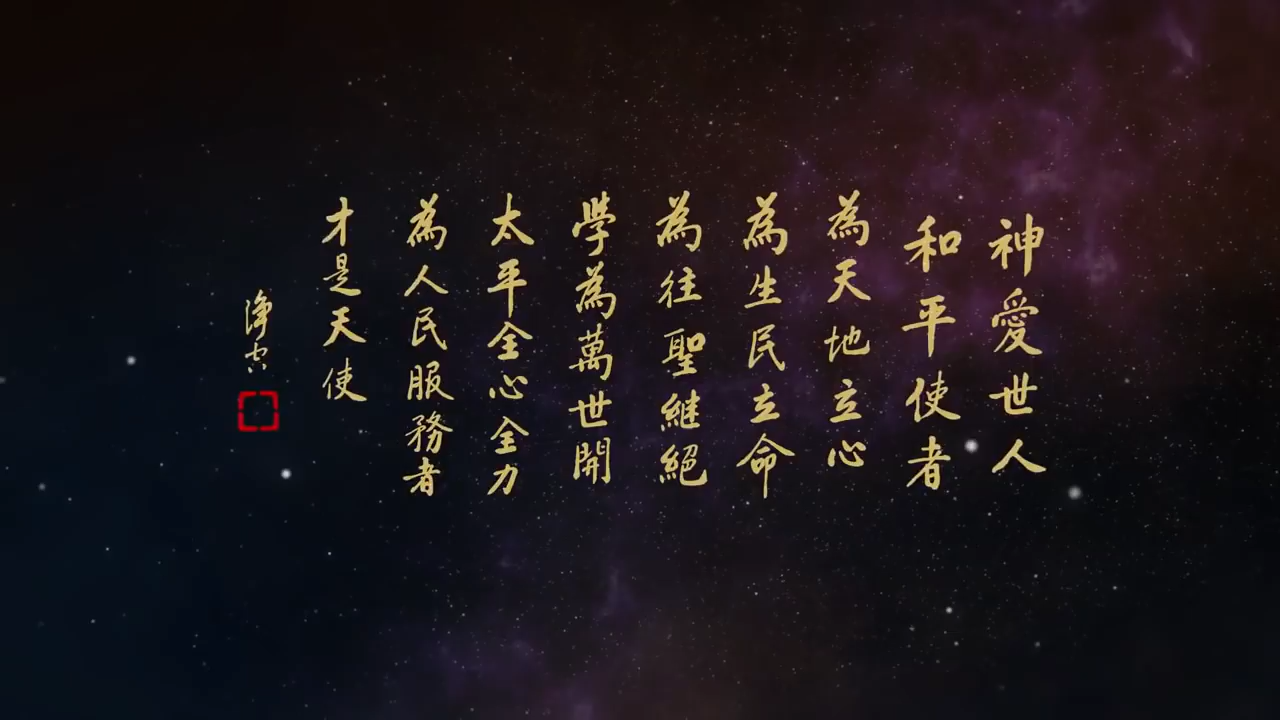 神愛世人
和平使者
為天地立心
為生民立命
為往聖継絕
學為萬世開
太平全心全力
為人民服務者
才是天使
淨空